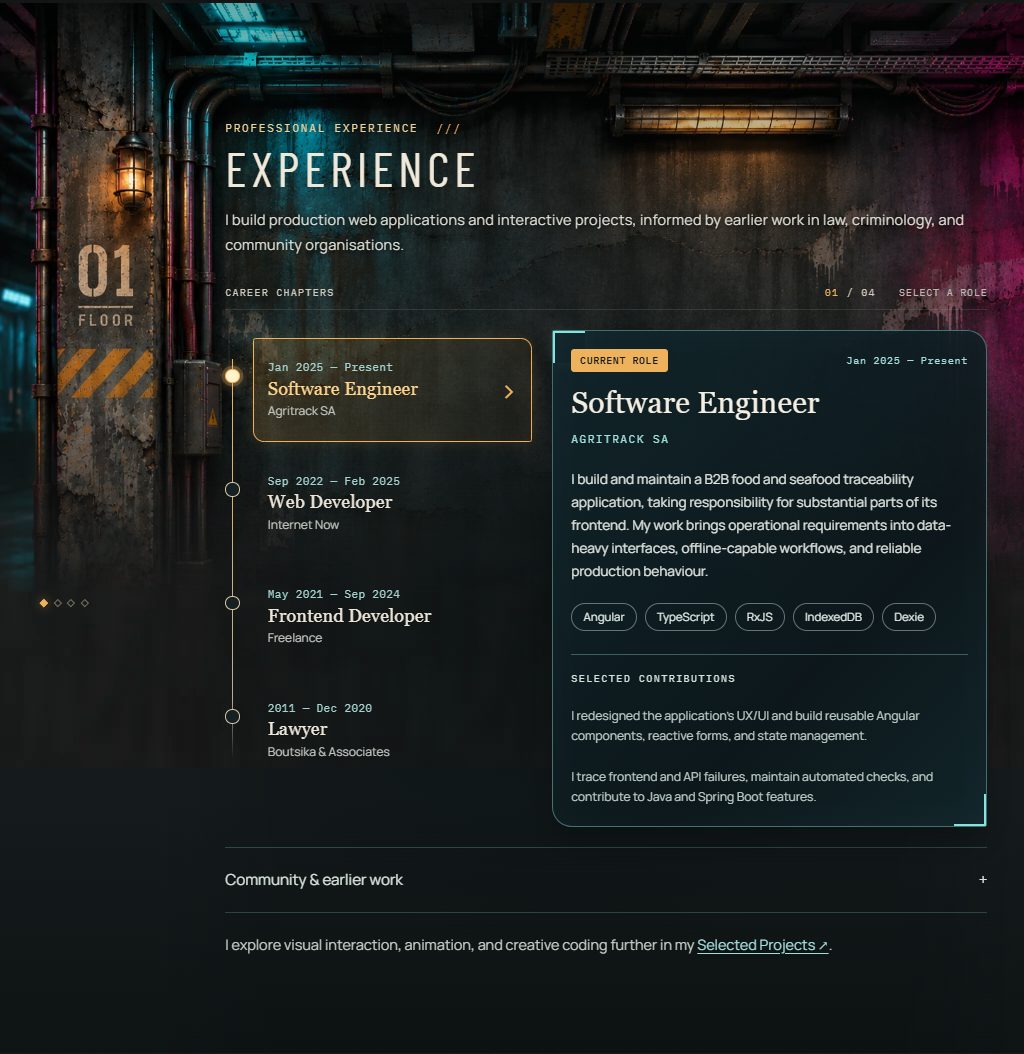 PROFESSIONAL EXPERIENCE ///
EXPERIENCE
I build production web applications and interactive projects, informed by earlier work in law, criminology, and
community organisations.
01
FLOOR
CAREER CHAPTERS
01 / 04 SELECT A ROLE
Jan 2025 — Present
Software Engineer
Agritrack SA
Sep 2022 — Feb 2025
Web Developer
Internet Now
May 2021 — Sep 2024
Frontend Developer
Freelance
2011 — Dec 2020
Lawyer
Boutsika & Associates
CURRENT ROLE
Jan 2025 — Present
Software Engineer
AGRITRACK SA
I build and maintain a B2B food and seafood traceability
application, taking responsibility for substantial parts of its
frontend. My work brings operational requirements into data-
heavy interfaces, offline-capable workflows, and reliable
production behaviour.
Angular
TypeScript
RxJS
IndexedDB
Dexie
SELECTED CONTRIBUTIONS
I redesigned the application's UX/UI and build reusable Angular
components, reactive forms, and state management.
I trace frontend and API failures, maintain automated checks, and
contribute to Java and Spring Boot features.
Community & earlier work +
I explore visual interaction, animation, and creative coding further in my Selected Projects ↗.